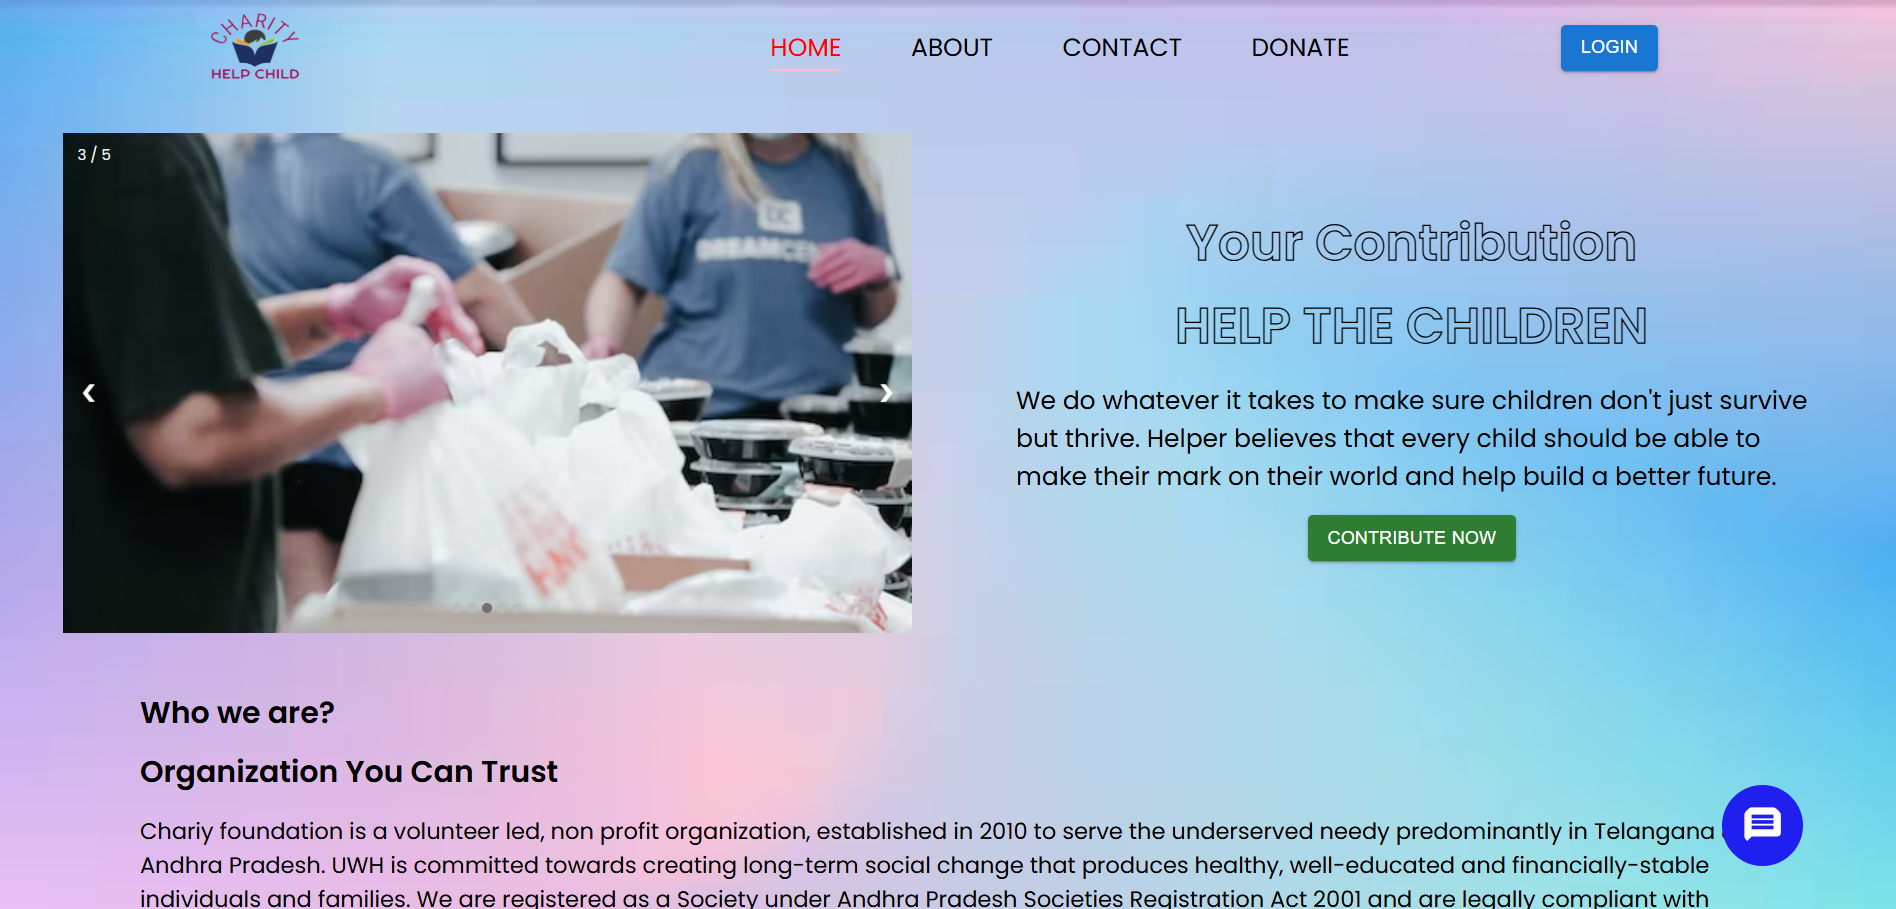 CHARITY
HELP CHILD
HOME ABOUT CONTACT DONATE LOGIN
3 / 5
❮ ❯
Your Contribution
HELP THE CHILDREN
We do whatever it takes to make sure children don't just survive
but thrive. Helper believes that every child should be able to
make their mark on their world and help build a better future.
CONTRIBUTE NOW
Who we are?
Organization You Can Trust
Chariy foundation is a volunteer led, non profit organization, established in 2010 to serve the underserved needy predominantly in Telangana
Andhra Pradesh. UWH is committed towards creating long-term social change that produces healthy, well-educated and financially-stable
individuals and families. We are registered as a Society under Andhra Pradesh Societies Registration Act 2001 and are legally compliant with